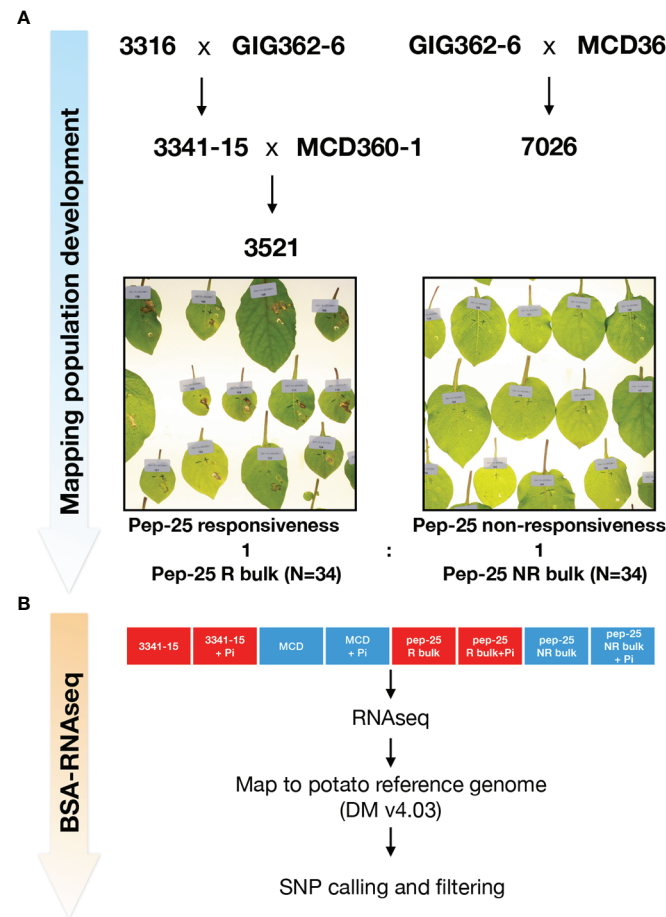 A
Mapping population development
3316 x GIG362-6
GIG362-6 x MCD36
3341-15 x MCD360-1
7026
3521
Pep-25 responsiveness
Pep-25 non-responsiveness
1 : 1
Pep-25 R bulk (N=34)
Pep-25 NR bulk (N=34)
B
BSA-RNAseq
3341-15
3341-15
+ Pi
MCD
MCD
+ Pi
pep-25
R bulk
pep-25
R bulk+Pi
pep-25
NR bulk
pep-25
NR bulk
+ Pi
RNAseq
Map to potato reference genome
(DM v4.03)
SNP calling and filtering